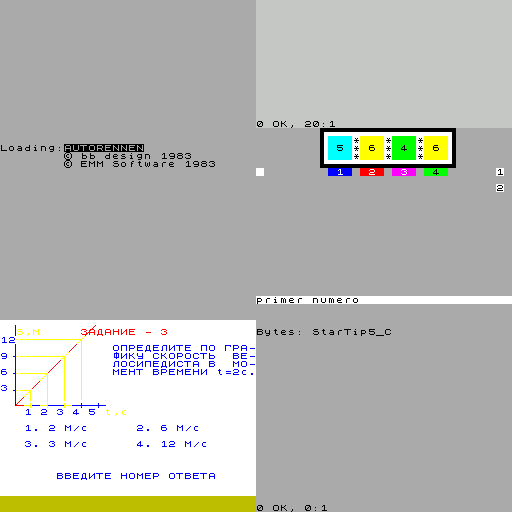 0 OK, 20:1
Loading:AUTORENNEN
© bb design 1983
© EMM Software 1983
5 * 6 * 4 * 6
1 2 3 4
1
2
primer numero
S,М
ЗАДАНИЕ - 3
ОПРЕДЕЛИТЕ ПО ГРА-
ФИКУ СКОРОСТЬ ВЕ-
ЛОСИПЕДИСТА В МО-
МЕНТ ВРЕМЕНИ t=2с.
12
9
6
3
1 2 3 4 5 t,с
1. 2 М/с 2. 6 М/с
3. 3 М/с 4. 12 М/с
ВВЕДИТЕ НОМЕР ОТВЕТА
Bytes: StarTip5_C
0 OK, 0:1